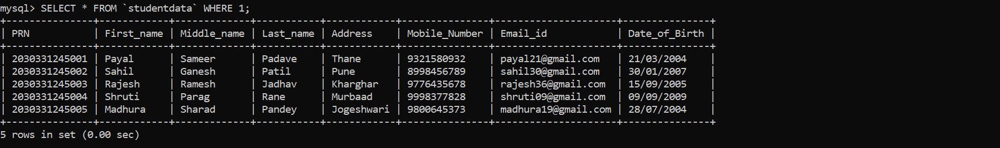 mysql> SELECT * FROM `studentdata` WHERE 1;
+---------------+------------+-------------+-----------+------------+---------------+---------------------+---------------+
| PRN           | First_name | Middle_name | Last_name | Address    | Mobile_Number | Email_id            | Date_of_Birth |
+---------------+------------+-------------+-----------+------------+---------------+---------------------+---------------+
| 2030331245001 | Payal      | Sameer      | Padave    | Thane      | 9321580932    | payal21@gmail.com   | 21/03/2004    |
| 2030331245002 | Sahil      | Ganesh      | Patil     | Pune       | 8998456789    | sahil30@gmail.com   | 30/01/2007    |
| 2030331245003 | Rajesh     | Ramesh      | Jadhav    | Kharghar   | 9776435678    | rajesh36@gmail.com  | 15/09/2005    |
| 2030331245004 | Shruti     | Parag       | Rane      | Murbaad    | 9998377828    | shruti09@gmail.com  | 09/09/2009    |
| 2030331245005 | Madhura    | Sharad      | Pandey    | Jogeshwari | 9800645373    | madhura19@gmail.com | 28/07/2004    |
+---------------+------------+-------------+-----------+------------+---------------+---------------------+---------------+
5 rows in set (0.00 sec)